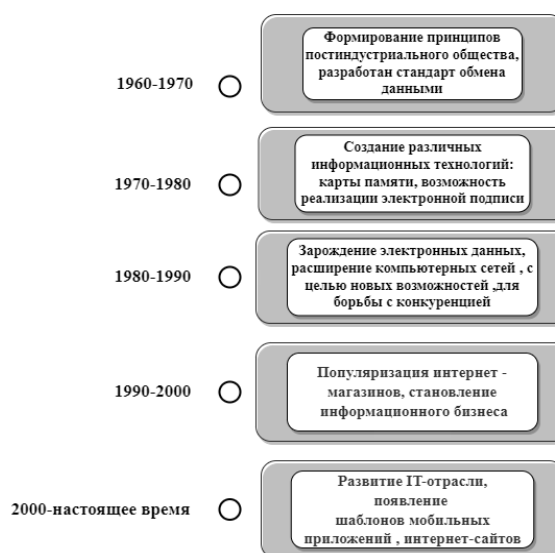 Формирование принципов
постиндустриального общества,
разработан стандарт обмена
данными
1960-1970
Создание различных
информационных технологий:
карты памяти, возможность
реализации электронной подписи
1970-1980
Зарождение электронных данных,
расширение компьютерных сетей , с
целью новых возможностей ,для
борьбы с конкуренцией
1980-1990
Популяризация интернет -
магазинов, становление
информационного бизнеса
1990-2000
Развитие IT-отрасли,
появление
шаблонов мобильных
приложений , интернет-сайтов
2000-настоящее время